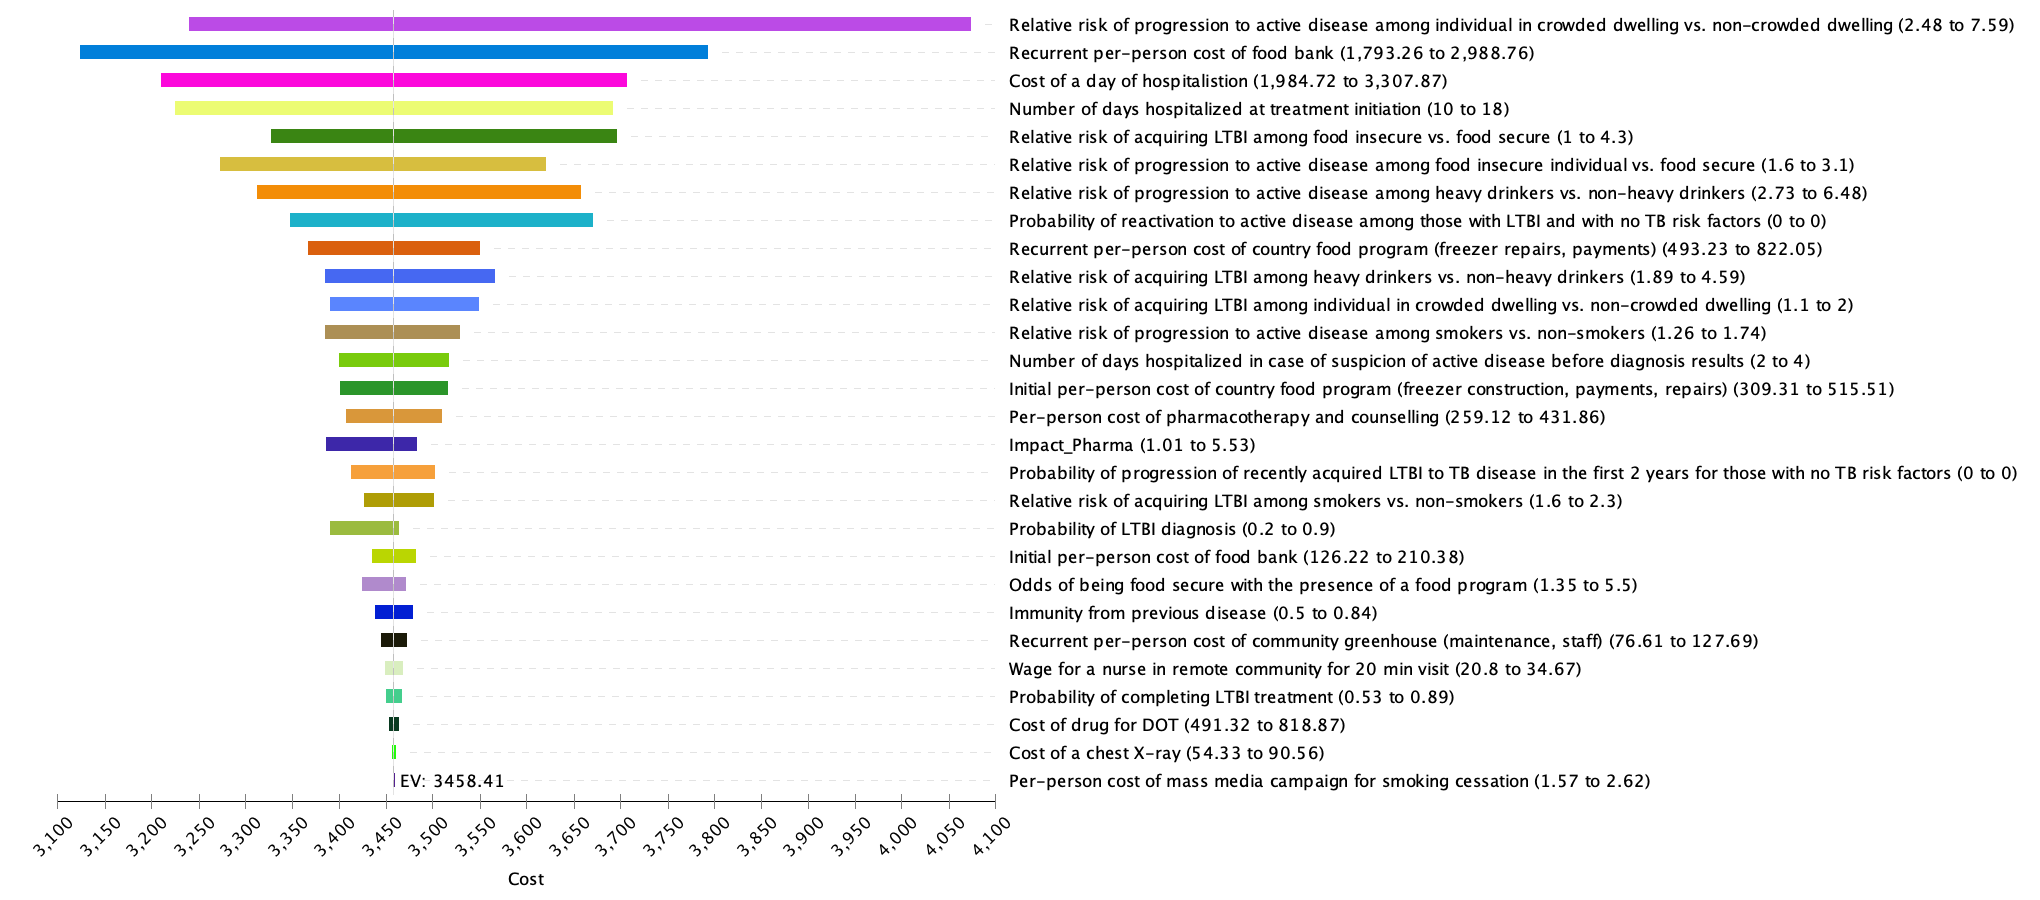 Relative risk of progression to active disease among individual in crowded dwelling vs. non-crowded dwelling (2.48 to 7.59)
Recurrent per-person cost of food bank (1,793.26 to 2,988.76)
Cost of a day of hospitalistion (1,984.72 to 3,307.87)
Number of days hospitalized at treatment initiation (10 to 18)
Relative risk of acquiring LTBI among food insecure vs. food secure (1 to 4.3)
Relative risk of progression to active disease among food insecure individual vs. food secure (1.6 to 3.1)
Relative risk of progression to active disease among heavy drinkers vs. non-heavy drinkers (2.73 to 6.48)
Probability of reactivation to active disease among those with LTBI and with no TB risk factors (0 to 0)
Recurrent per-person cost of country food program (freezer repairs, payments) (493.23 to 822.05)
Relative risk of acquiring LTBI among heavy drinkers vs. non-heavy drinkers (1.89 to 4.59)
Relative risk of acquiring LTBI among individual in crowded dwelling vs. non-crowded dwelling (1.1 to 2)
Relative risk of progression to active disease among smokers vs. non-smokers (1.26 to 1.74)
Number of days hospitalized in case of suspicion of active disease before diagnosis results (2 to 4)
Initial per-person cost of country food program (freezer construction, payments, repairs) (309.31 to 515.51)
Per-person cost of pharmacotherapy and counselling (259.12 to 431.86)
Impact_Pharma (1.01 to 5.53)
Probability of progression of recently acquired LTBI to TB disease in the first 2 years for those with no TB risk factors (0 to 0)
Relative risk of acquiring LTBI among smokers vs. non-smokers (1.6 to 2.3)
Probability of LTBI diagnosis (0.2 to 0.9)
Initial per-person cost of food bank (126.22 to 210.38)
Odds of being food secure with the presence of a food program (1.35 to 5.5)
Immunity from previous disease (0.5 to 0.84)
Recurrent per-person cost of community greenhouse (maintenance, staff) (76.61 to 127.69)
Wage for a nurse in remote community for 20 min visit (20.8 to 34.67)
Probability of completing LTBI treatment (0.53 to 0.89)
Cost of drug for DOT (491.32 to 818.87)
Cost of a chest X-ray (54.33 to 90.56)
EV: 3458.41
Per-person cost of mass media campaign for smoking cessation (1.57 to 2.62)
3,100 3,150 3,200 3,250 3,300 3,350 3,400 3,450 3,500 3,550 3,600 3,650 3,700 3,750 3,800 3,850 3,900 3,950 4,000 4,050 4,100
Cost